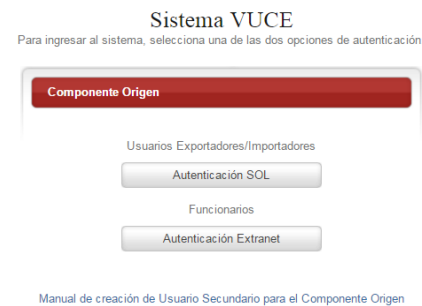 Sistema VUCE
Para ingresar al sistema, selecciona una de las dos opciones de autenticación
Componente Origen
Usuarios Exportadores/Importadores
Autenticación SOL
Funcionarios
Autenticación Extranet
Manual de creación de Usuario Secundario para el Componente Origen